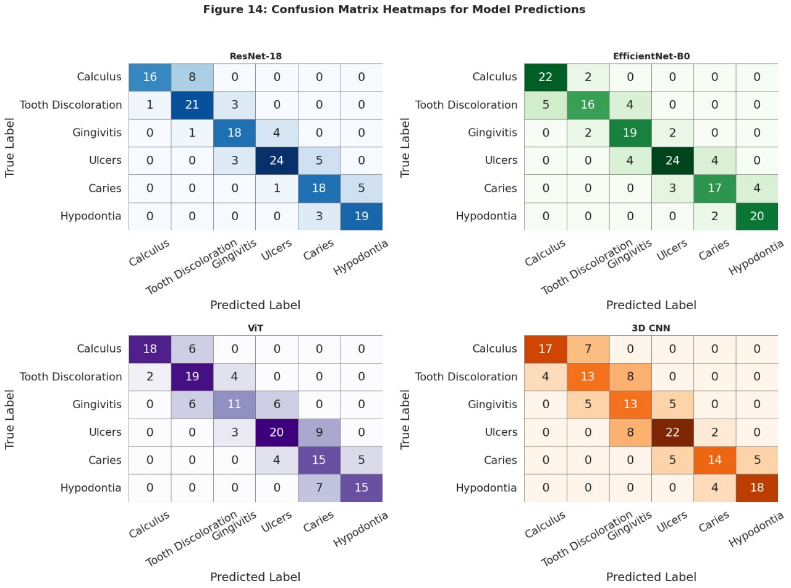 Figure 14: Confusion Matrix Heatmaps for Model Predictions
ResNet-18
True Label
Calculus 16 8 0 0 0 0
Tooth Discoloration 1 21 3 0 0 0
Gingivitis 0 1 18 4 0 0
Ulcers 0 0 3 24 5 0
Caries 0 0 0 1 18 5
Hypodontia 0 0 0 0 3 19
Calculus Tooth Discoloration Gingivitis Ulcers Caries Hypodontia
Predicted Label
EfficientNet-B0
True Label
Calculus 22 2 0 0 0 0
Tooth Discoloration 5 16 4 0 0 0
Gingivitis 0 2 19 2 0 0
Ulcers 0 0 4 24 4 0
Caries 0 0 0 3 17 4
Hypodontia 0 0 0 0 2 20
Calculus Tooth Discoloration Gingivitis Ulcers Caries Hypodontia
Predicted Label
ViT
True Label
Calculus 18 6 0 0 0 0
Tooth Discoloration 2 19 4 0 0 0
Gingivitis 0 6 11 6 0 0
Ulcers 0 0 3 20 9 0
Caries 0 0 0 4 15 5
Hypodontia 0 0 0 0 7 15
Calculus Tooth Discoloration Gingivitis Ulcers Caries Hypodontia
Predicted Label
3D CNN
True Label
Calculus 17 7 0 0 0 0
Tooth Discoloration 4 13 8 0 0 0
Gingivitis 0 5 13 5 0 0
Ulcers 0 0 8 22 2 0
Caries 0 0 0 5 14 5
Hypodontia 0 0 0 0 4 18
Calculus Tooth Discoloration Gingivitis Ulcers Caries Hypodontia
Predicted Label